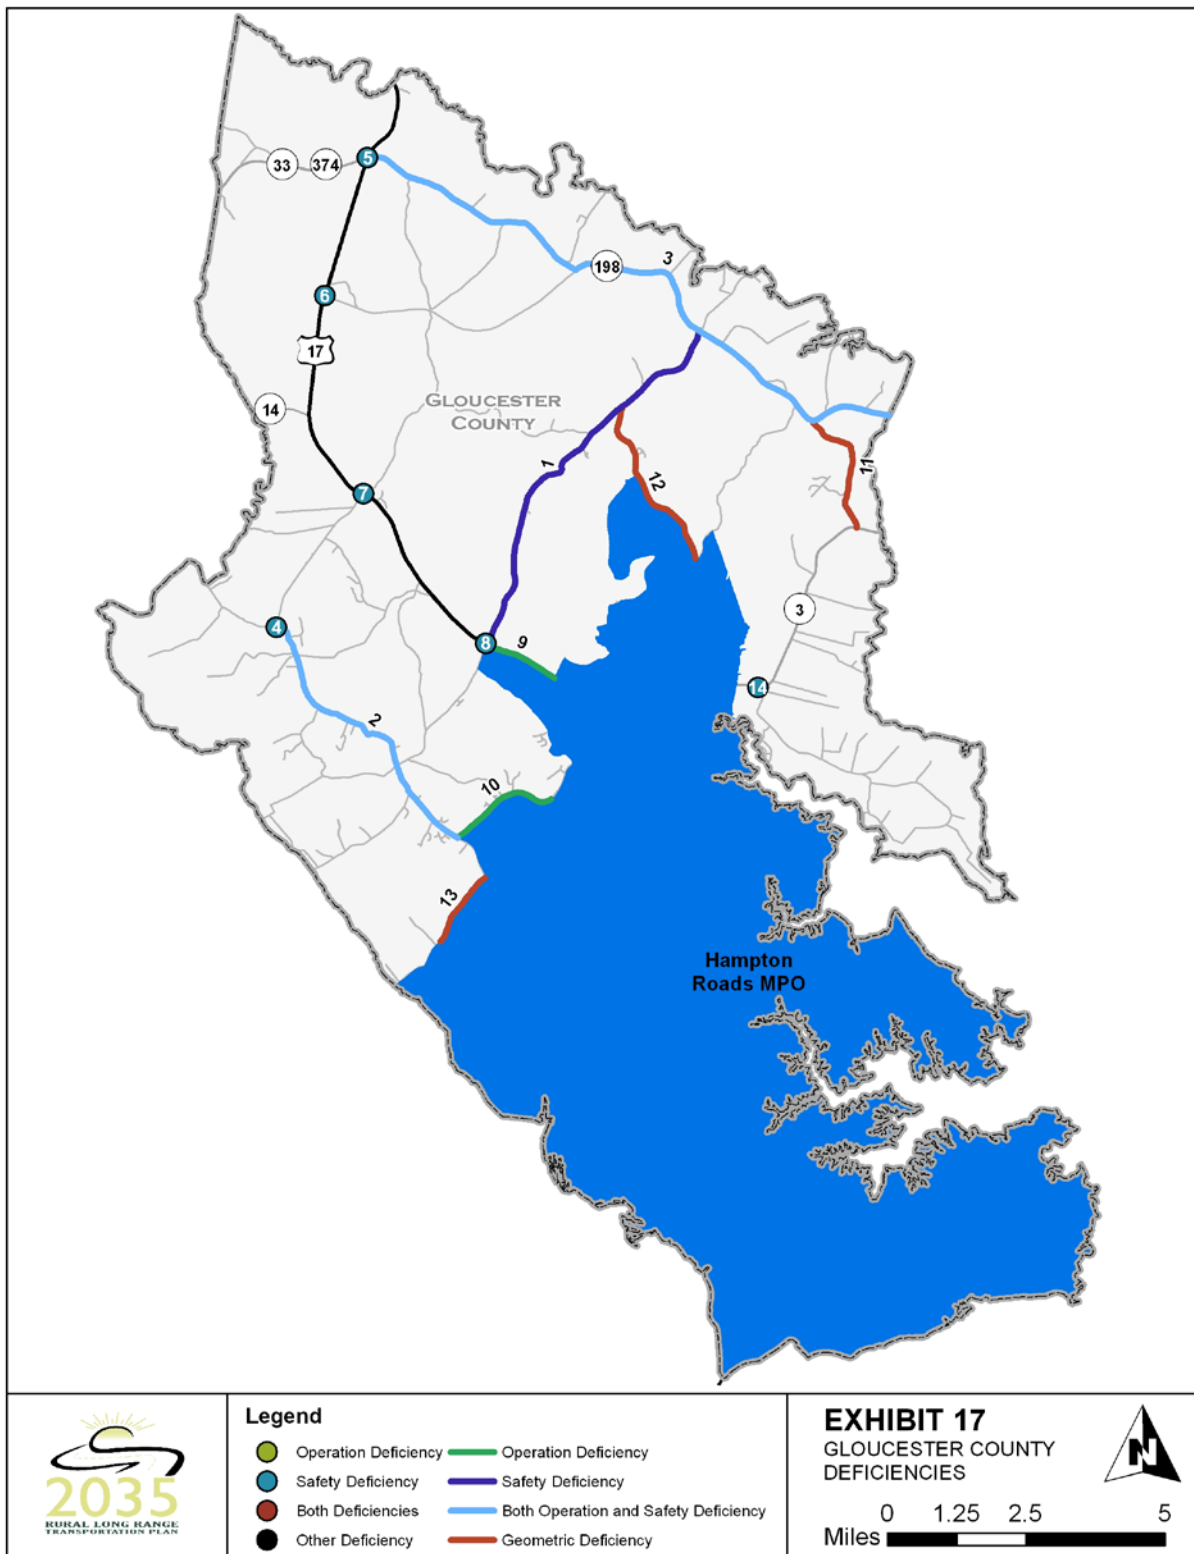 5
33
374
3
198
6
17
14
GLOUCESTER
COUNTY
1
12
11
7
3
4
8
9
14
2
10
13
Hampton
Roads MPO
2035
RURAL LONG RANGE
TRANSPORTATION PLAN
Legend
Operation Deficiency
Operation Deficiency
Safety Deficiency
Safety Deficiency
Both Deficiencies
Both Operation and Safety Deficiency
Other Deficiency
Geometric Deficiency
EXHIBIT 17
GLOUCESTER COUNTY
DEFICIENCIES
N
0 1.25 2.5 5
Miles